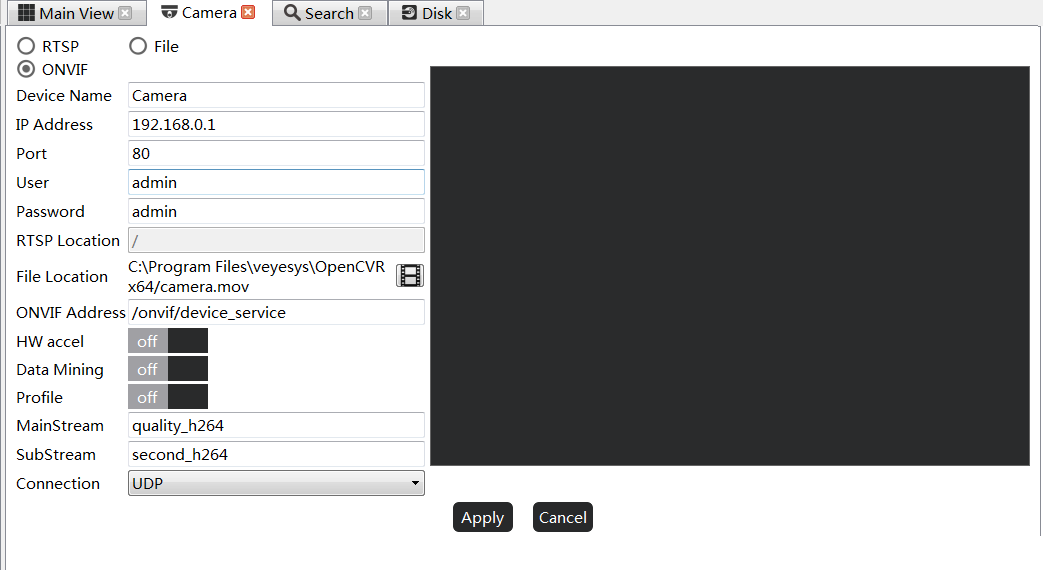 Main View Camera Search Disk
RTSP File
ONVIF
Device Name Camera
IP Address 192.168.0.1
Port 80
User admin
Password admin
RTSP Location /
File Location C:\Program Files\veyesys\OpenCVR
x64/camera.mov
ONVIF Address /onvif/device_service
HW accel off
Data Mining off
Profile off
MainStream quality_h264
SubStream second_h264
Connection UDP
Apply Cancel